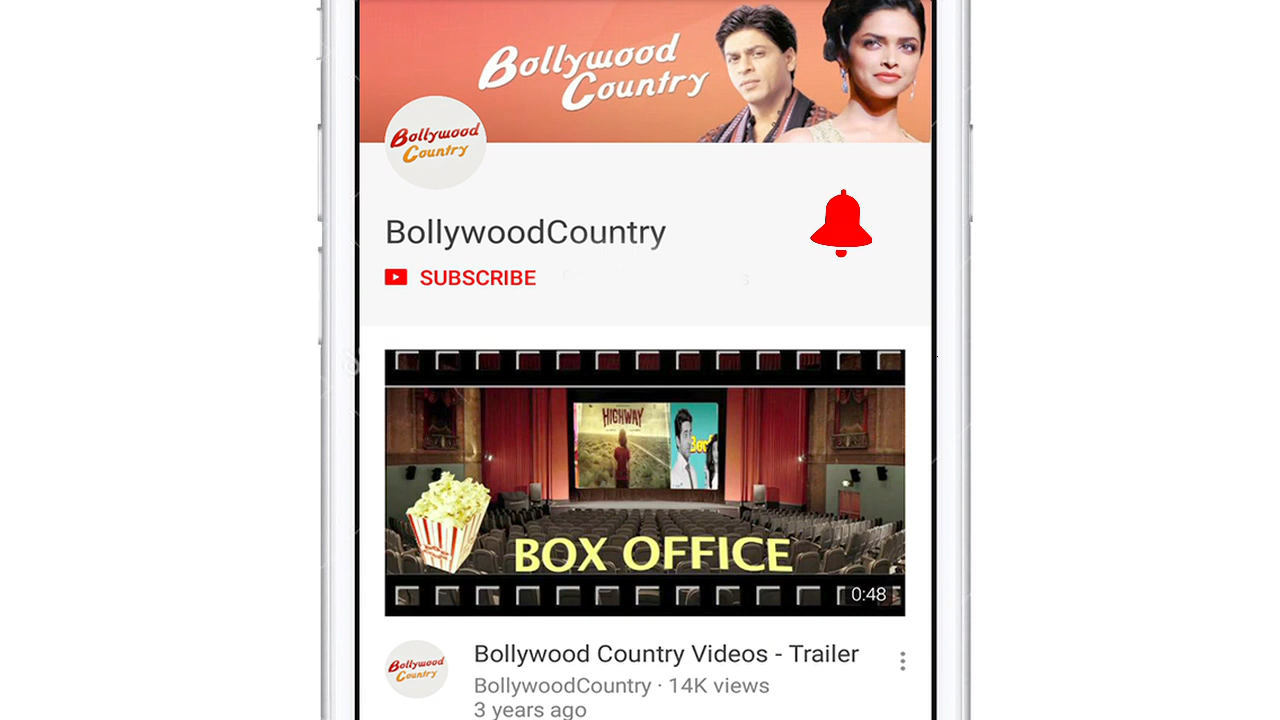 Bollywood
Country
Bollywood
Country
BollywoodCountry
SUBSCRIBE
HIGHWAY
BOX OFFICE
0:48
Bollywood Country Videos - Trailer
Bollywood
Country
BollywoodCountry · 14K views
3 years ago